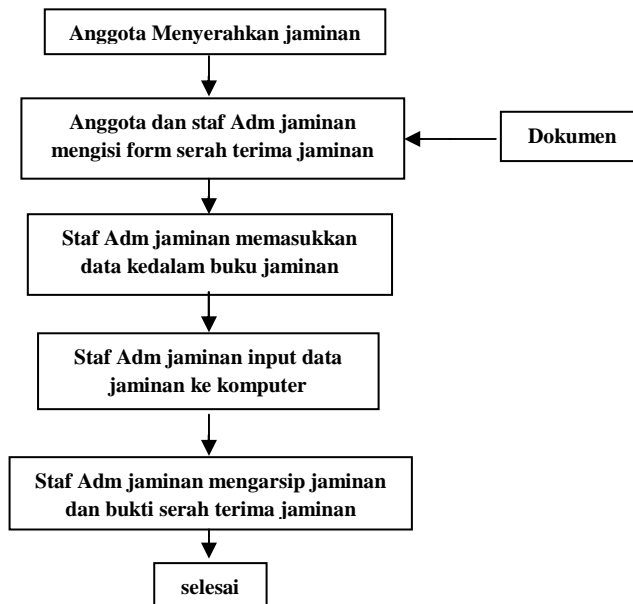 Anggota Menyerahkan jaminan
Anggota dan staf Adm jaminan
mengisi form serah terima jaminan
Dokumen
Staf Adm jaminan memasukkan
data kedalam buku jaminan
Staf Adm jaminan input data
jaminan ke komputer
Staf Adm jaminan mengarsip jaminan
dan bukti serah terima jaminan
selesai